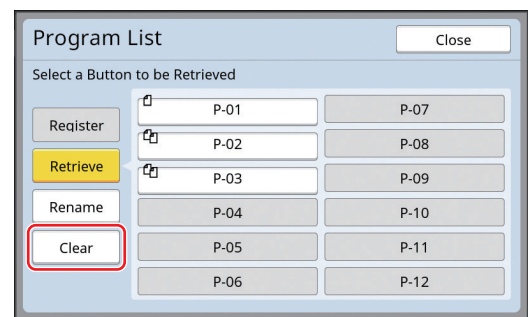 Program List
Close
Select a Button to be Retrieved
Register
Retrieve
Rename
Clear
P-01
P-02
P-03
P-04
P-05
P-06
P-07
P-08
P-09
P-10
P-11
P-12